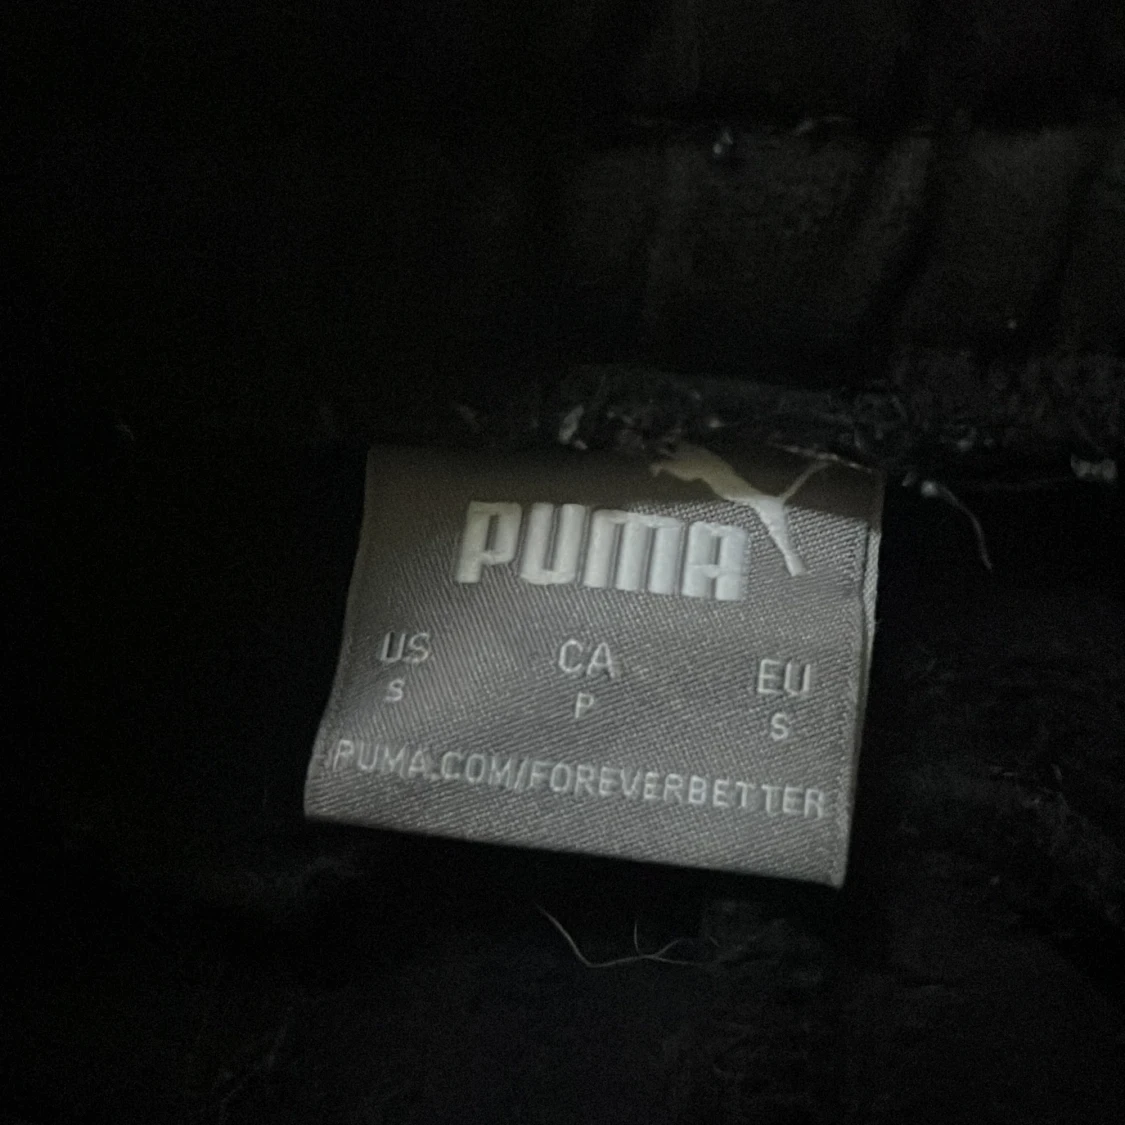 PUMA
US CA EU
S P S
PUMA.COM/FOREVERBETTER